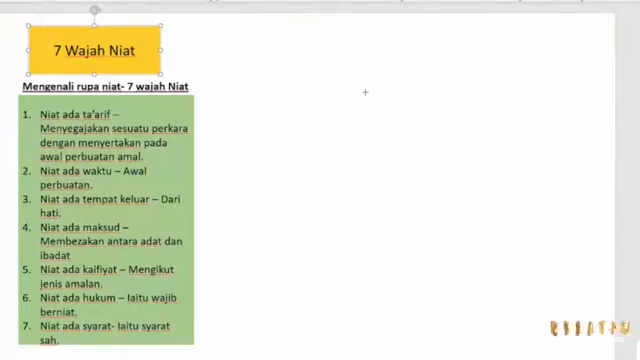 7 Wajah Niat
Mengenali rupa niat- 7 wajah Niat
1. Niat ada ta'arif –
Menyegajakan sesuatu perkara
dengan menyertakan pada
awal perbuatan amal.
2. Niat ada waktu – Awal
perbuatan.
3. Niat ada tempat keluar – Dari
hati.
4. Niat ada maksud –
Membezakan antara adat dan
ibadat
5. Niat ada kaifiyat – Mengikut
jenis amalan.
6. Niat ada hukum – Iaitu wajib
berniat.
7. Niat ada syarat- Iaitu syarat
sah.